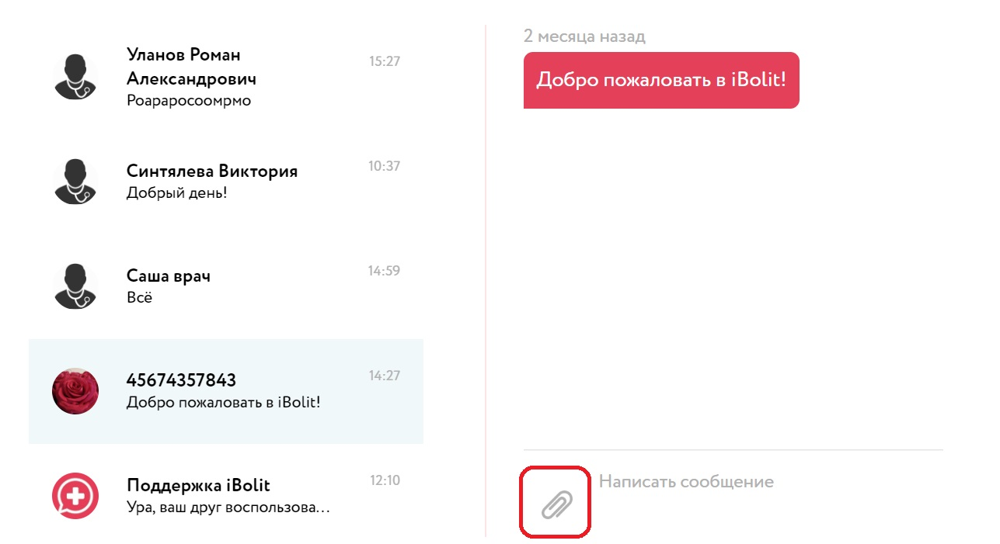 Уланов Роман
Александрович
15:27
Роараросоомрмо
Синтялева Виктория
10:37
Добрый день!
Саша врач
14:59
Всё
45674357843
14:27
Добро пожаловать в iBolit!
Поддержка iBolit
12:10
Ура, ваш друг воспользова...
2 месяца назад
Добро пожаловать в iBolit!
Написать сообщение